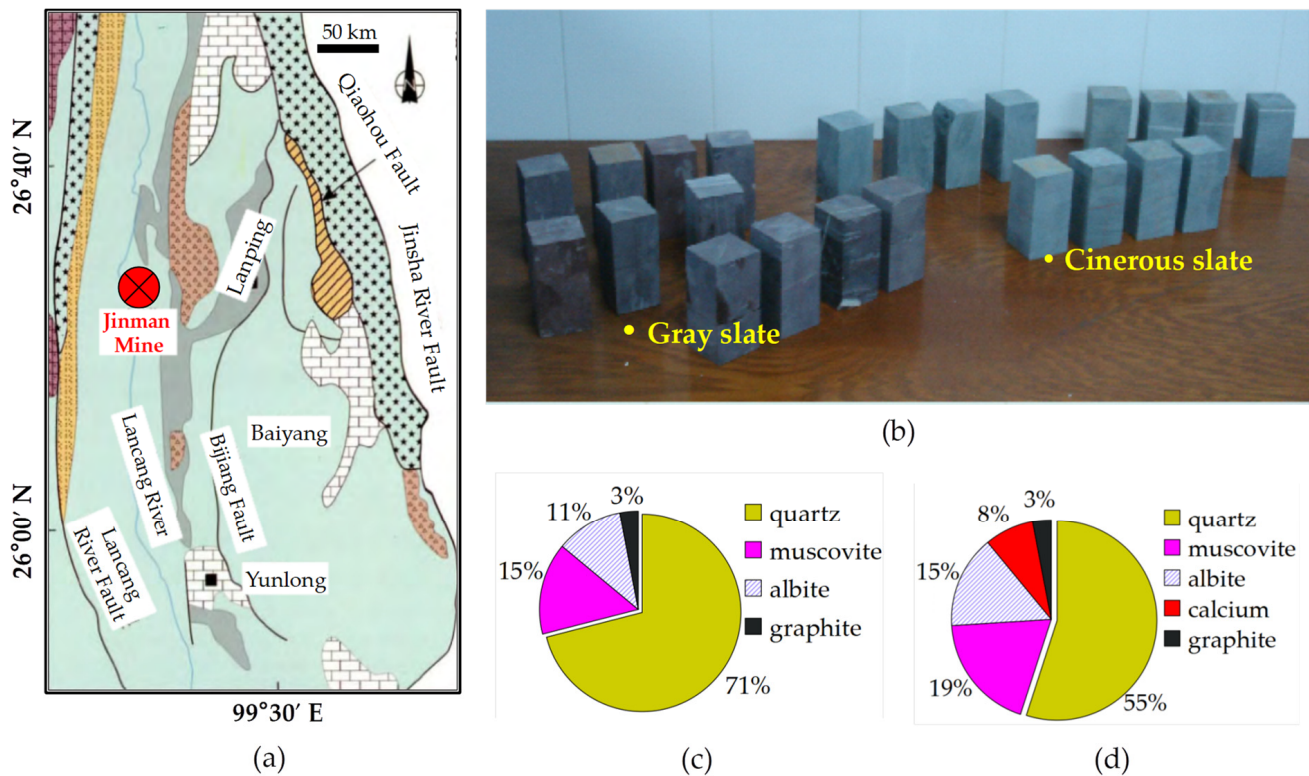 50 km
26°40′ N
26°00′ N
99°30′ E
Qiaohou Fault
Jinsha River Fault
Lanping
Jinman
Mine
Baiyang
Lancang River
Bijiang Fault
Lancang
River Fault
Yunlong
(a)
• Cinerous slate
• Gray slate
(b)
3%
11%
15%
71%
quartz
muscovite
albite
graphite
(c)
3%
8%
15%
19%
55%
quartz
muscovite
albite
calcium
graphite
(d)